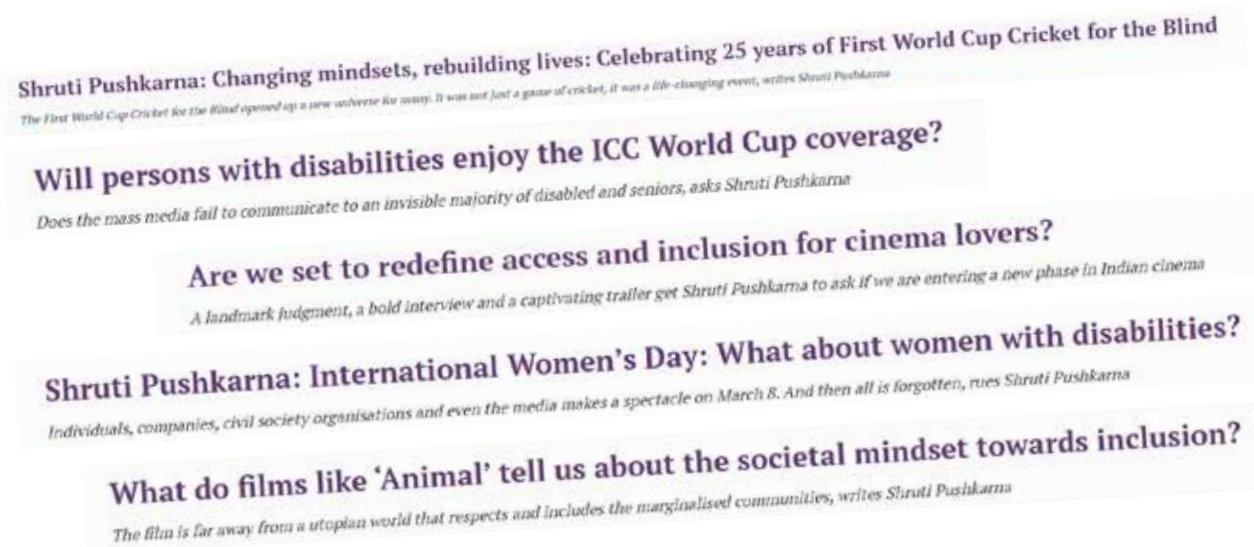 Shruti Pushkarna: Changing mindsets, rebuilding lives: Celebrating 25 years of First World Cup Cricket for the Blind
The First World Cup Cricket for the Blind opened up a new universe for many. It was not just a game of cricket, it was a life-changing event, writes Shruti Pushkarna
Will persons with disabilities enjoy the ICC World Cup coverage?
Does the mass media fail to communicate to an invisible majority of disabled and seniors, asks Shruti Pushkarna
Are we set to redefine access and inclusion for cinema lovers?
A landmark judgment, a bold interview and a captivating trailer get Shruti Pushkarna to ask if we are entering a new phase in Indian cinema
Shruti Pushkarna: International Women's Day: What about women with disabilities?
Individuals, companies, civil society organisations and even the media makes a spectacle on March 8. And then all is forgotten, rues Shruti Pushkarna
What do films like ‘Animal’ tell us about the societal mindset towards inclusion?
The film is far away from a utopian world that respects and includes the marginalised communities, writes Shruti Pushkarna